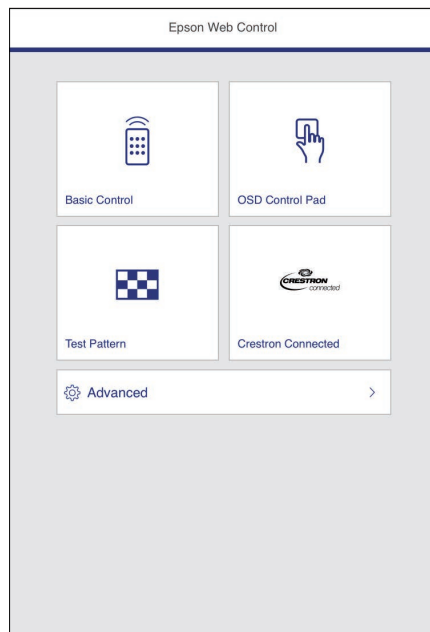 Epson Web Control
Basic Control
OSD Control Pad
Test Pattern
CRESTRON
connected
Crestron Connected
Advanced